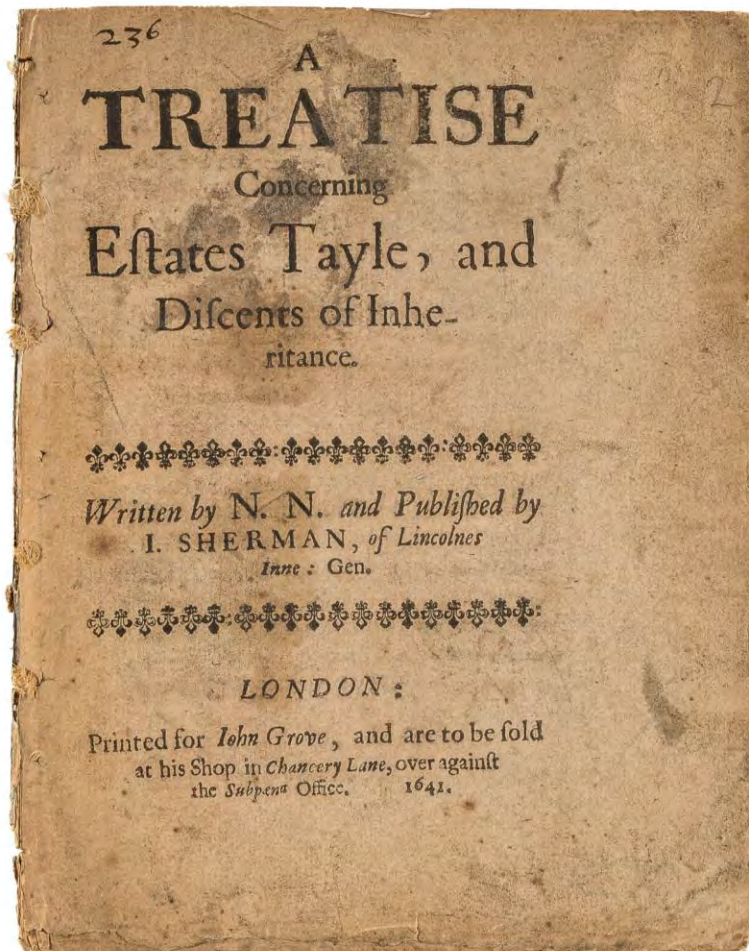 236
A
TREATISE
2
Concerning
Eſtates Tayle, and
Diſcents of Inhe-
ritance.
Written by N. N. and Publiſhed by
I. SHERMAN, of Lincolnes
Inne: Gen.
LONDON:
Printed for Iohn Grove, and are to be ſold
at his Shop in Chancery Lane, over againſt
the Subpæna Office. 1641.